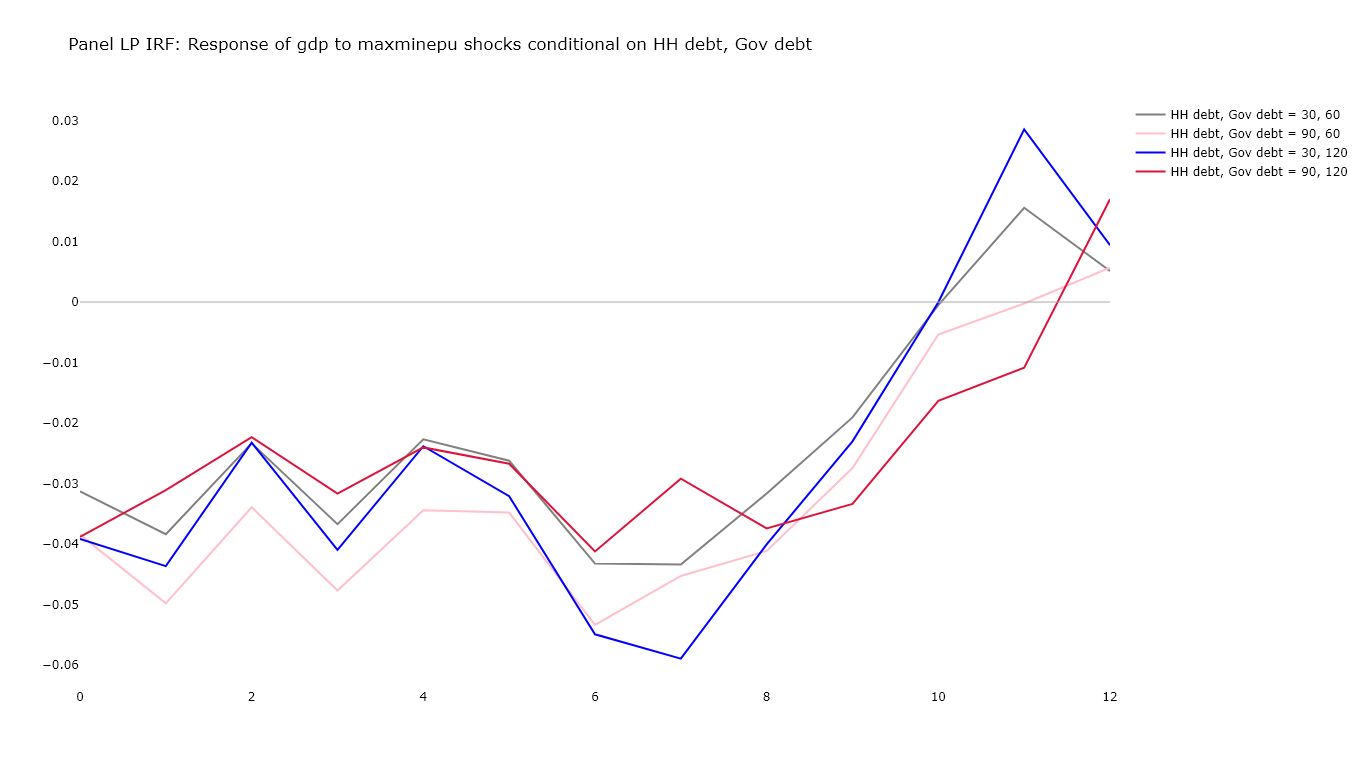 Panel LP IRF: Response of gdp to maxminepu shocks conditional on HH debt, Gov debt
HH debt, Gov debt = 30, 60
HH debt, Gov debt = 90, 60
HH debt, Gov debt = 30, 120
HH debt, Gov debt = 90, 120
0.03
0.02
0.01
0
−0.01
−0.02
−0.03
−0.04
−0.05
−0.06
0 2 4 6 8 10 12